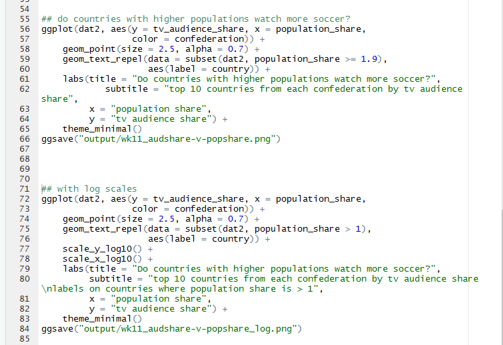 54
55 ## do countries with higher populations watch more soccer?
56 ggplot(dat2, aes(y = tv_audience_share, x = population_share,
57 color = confederation)) +
58 geom_point(size = 2.5, alpha = 0.7) +
59 geom_text_repel(data = subset(dat2, population_share >= 1.9),
60 aes(label = country)) +
61 labs(title = "Do countries with higher populations watch more soccer?",
62 subtitle = "top 10 countries from each confederation by tv audience
share",
63 x = "population share",
64 y = "tv audience share") +
65 theme_minimal()
66 ggsave("output/wk11_audshare-v-popshare.png")
67
68
69
70
71 ## with log scales
72 ggplot(dat2, aes(y = tv_audience_share, x = population_share,
73 color = confederation)) +
74 geom_point(size = 2.5, alpha = 0.7) +
75 geom_text_repel(data = subset(dat2, population_share > 1),
76 aes(label = country)) +
77 scale_y_log10() +
78 scale_x_log10() +
79 labs(title = "Do countries with higher populations watch more soccer?",
80 subtitle = "top 10 countries from each confederation by tv audience share
\nlabels on countries where population share is > 1",
81 x = "population share",
82 y = "tv audience share") +
83 theme_minimal()
84 ggsave("output/wk11_audshare-v-popshare_log.png")
85